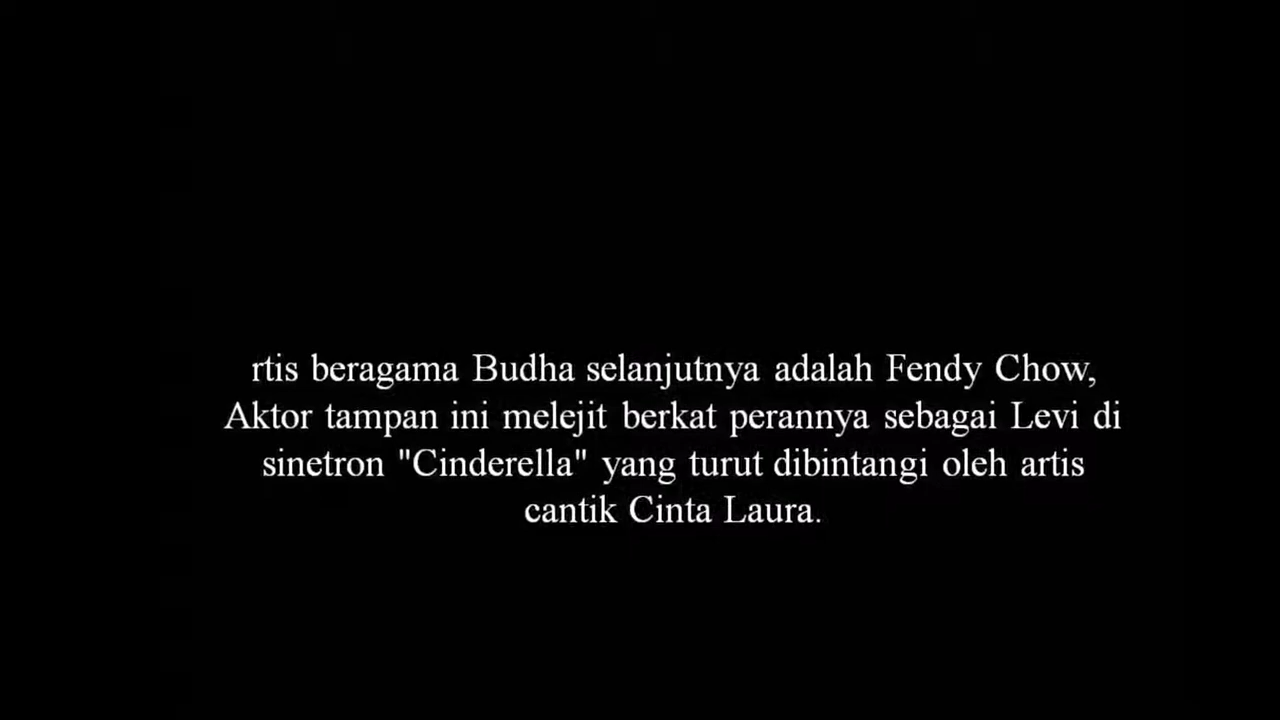 rtis beragama Budha selanjutnya adalah Fendy Chow,
Aktor tampan ini melejit berkat perannya sebagai Levi di
sinetron "Cinderella" yang turut dibintangi oleh artis
cantik Cinta Laura.